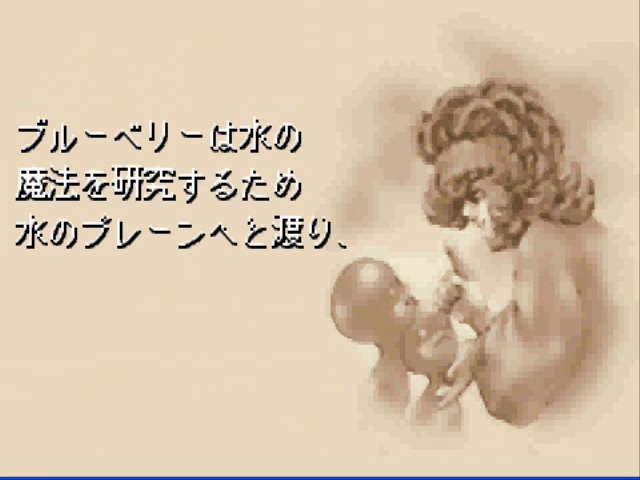 ブルーベリーは水の
魔法を研究するため
水のプレーンへと渡り、